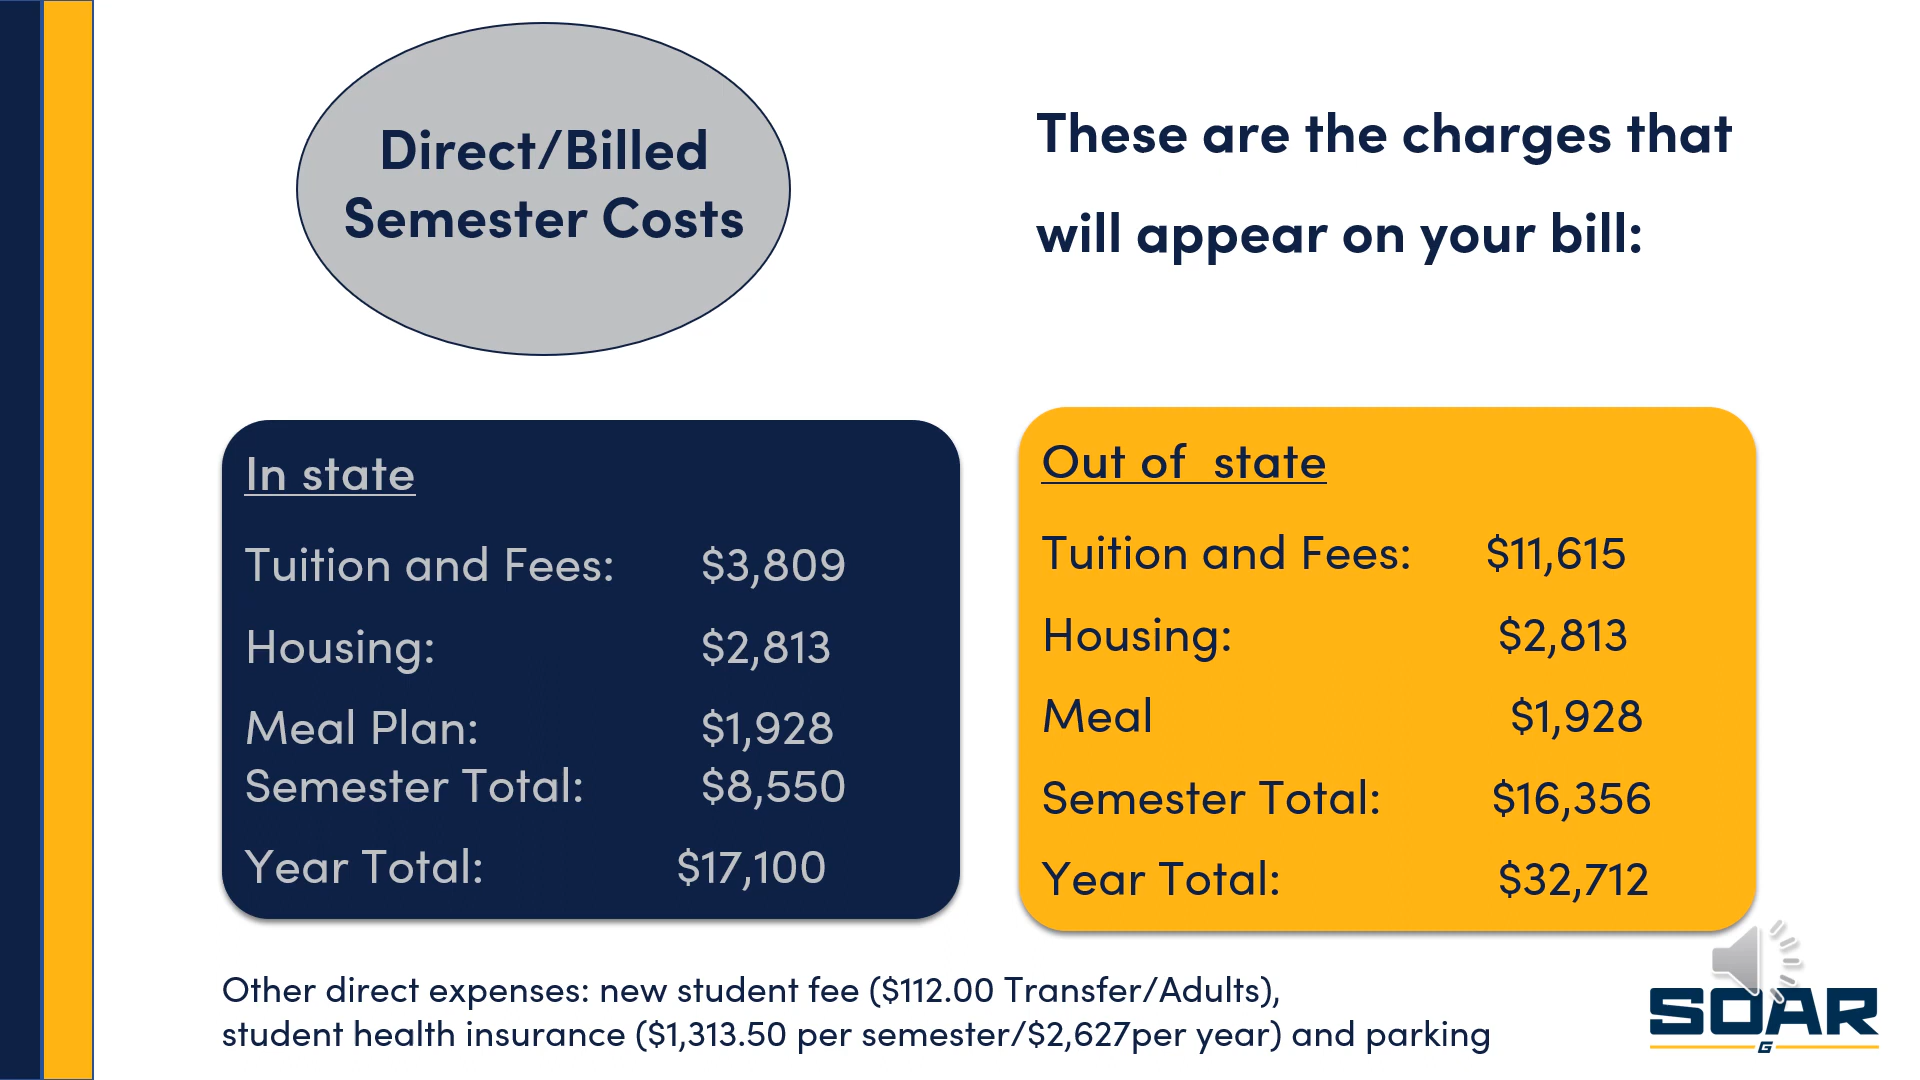 Direct/Billed
Semester Costs
These are the charges that
will appear on your bill:
In state
Tuition and Fees: $3,809
Housing: $2,813
Meal Plan: $1,928
Semester Total: $8,550
Year Total: $17,100
Out of  state
Tuition and Fees: $11,615
Housing: $2,813
Meal $1,928
Semester Total: $16,356
Year Total: $32,712
Other direct expenses: new student fee ($112.00 Transfer/Adults),
student health insurance ($1,313.50 per semester/$2,627per year) and parking
SOAR
G